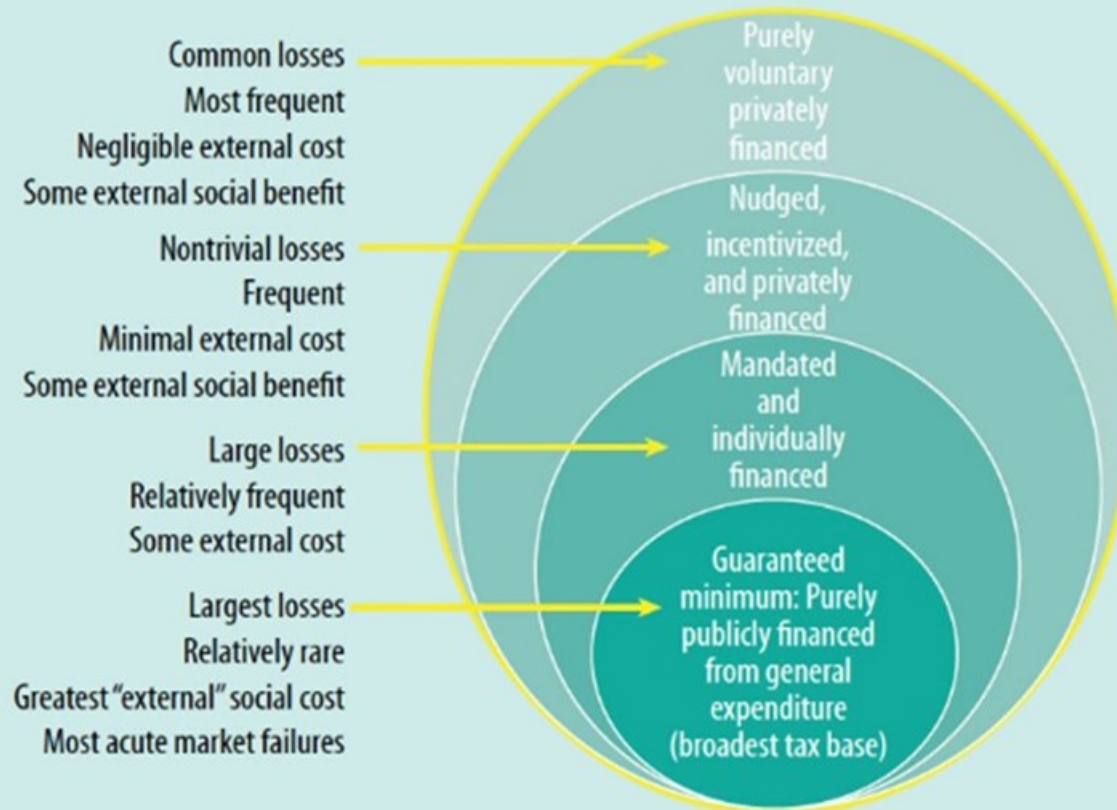 Common losses
Most frequent
Negligible external cost
Some external social benefit
Purely
voluntary
privately
financed
Nontrivial losses
Frequent
Minimal external cost
Some external social benefit
Nudged,
incentivized,
and privately
financed
Large losses
Relatively frequent
Some external cost
Mandated
and
individually
financed
Largest losses
Relatively rare
Greatest “external” social cost
Most acute market failures
Guaranteed
minimum: Purely
publicly financed
from general
expenditure
(broadest tax base)